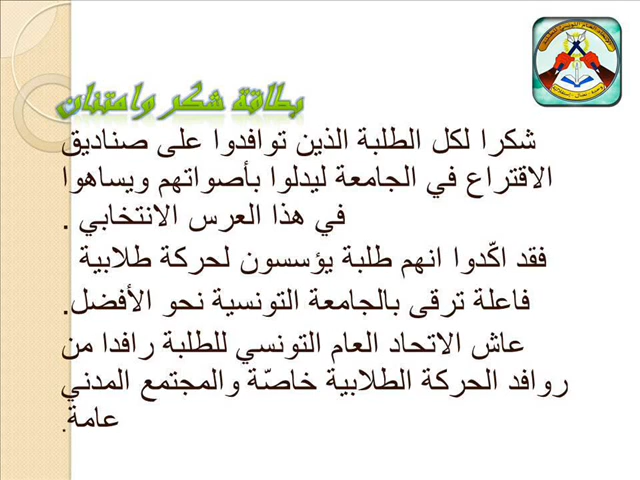 بطاقة شكر وامتنان
شكرا لكل الطلبة الذين توافدوا على صناديق
الاقتراع في الجامعة ليدلوا بأصواتهم ويساهوا
في هذا العرس الانتخابي .
فقد اكّدوا انهم طلبة يؤسسون لحركة طلابية
فاعلة ترقى بالجامعة التونسية نحو الأفضل.
عاش الاتحاد العام التونسي للطلبة رافدا من
روافد الحركة الطلابية خاصّة والمجتمع المدني
عامة.